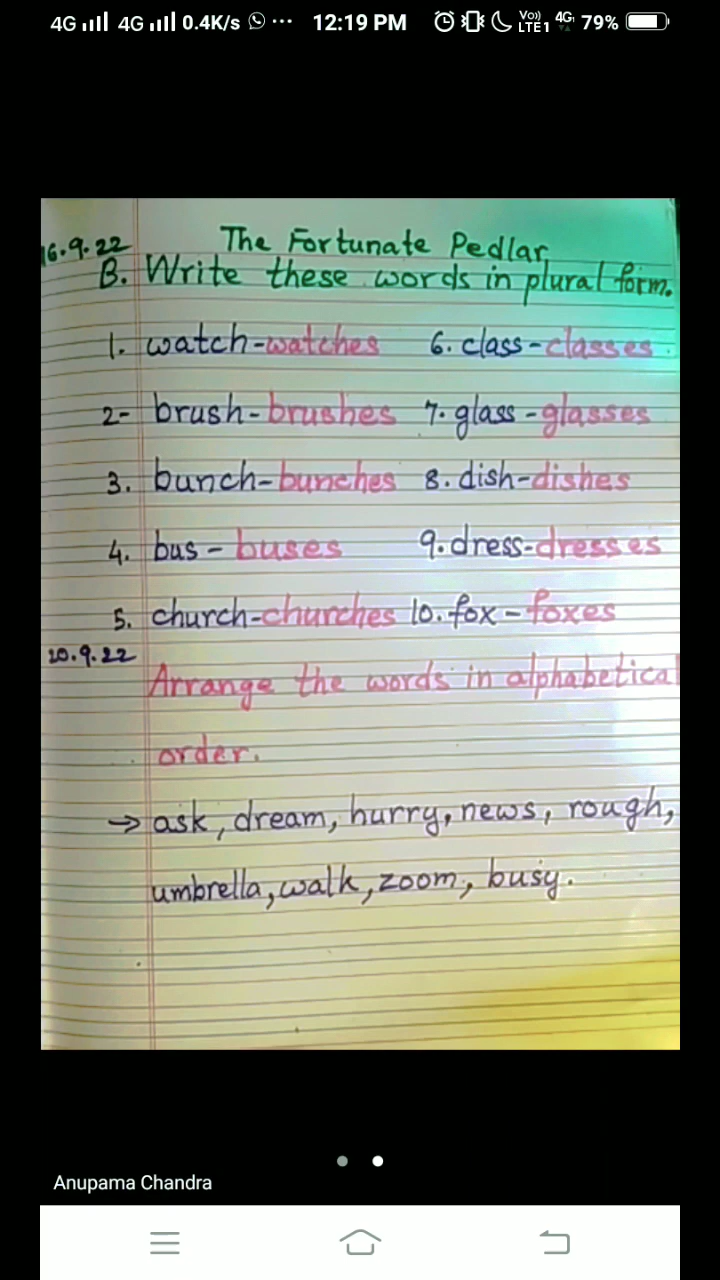 4G 4G 0.4K/s ... 12:19 PM Vo)) LTE1 4G 79%
16.9.22 The Fortunate Pedlar
B. Write these words in plural form.
1. watch-watches 6. class-classes.
2- brush-brushes 7. glass-glasses
3. bunch-bunches 8. dish-dishes
4. bus-buses 9. dress-dresses
5. church-churches 10. fox-foxes
20.9.22
Arrange the words in alphabetical
order.
→ ask, dream, hurry, news, rough,
umbrella, walk, zoom, busy.
Anupama Chandra